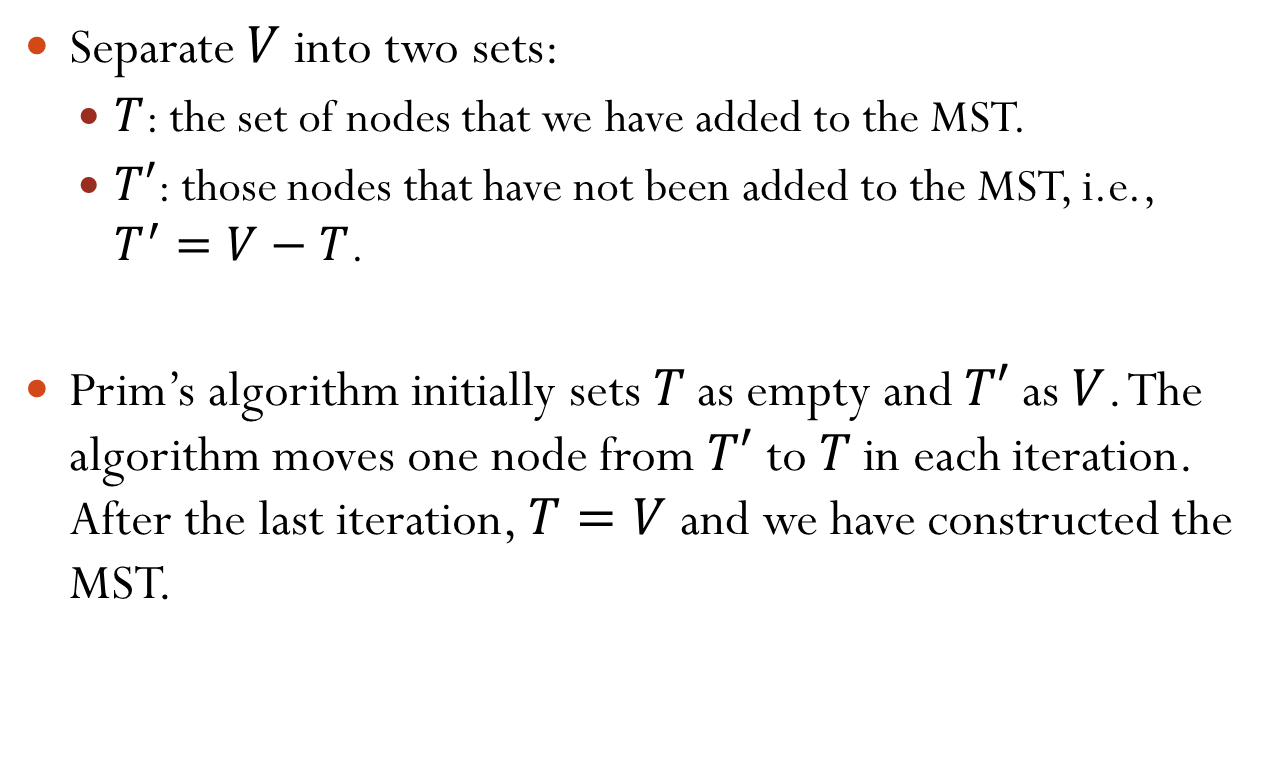 • Separate V into two sets:
• T: the set of nodes that we have added to the MST.
• T′: those nodes that have not been added to the MST, i.e.,
T′ = V − T.
• Prim’s algorithm initially sets T as empty and T′ as V. The
algorithm moves one node from T′ to T in each iteration.
After the last iteration, T = V and we have constructed the
MST.